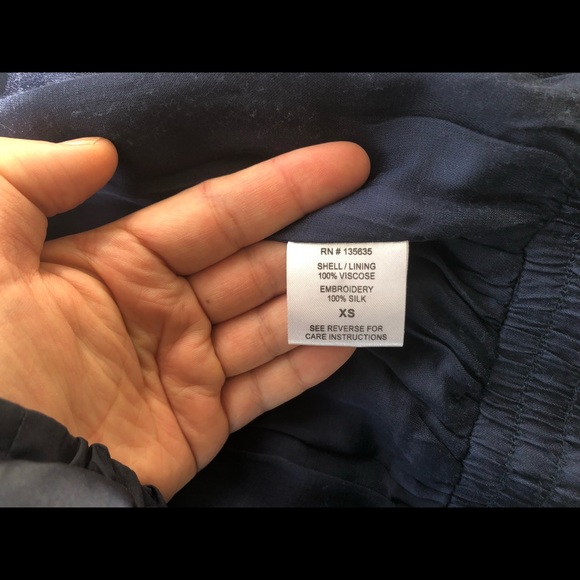 RN # 135635
SHELL / LINING
100% VISCOSE
EMBROIDERY
100% SILK
XS
SEE REVERSE FOR
CARE INSTRUCTIONS